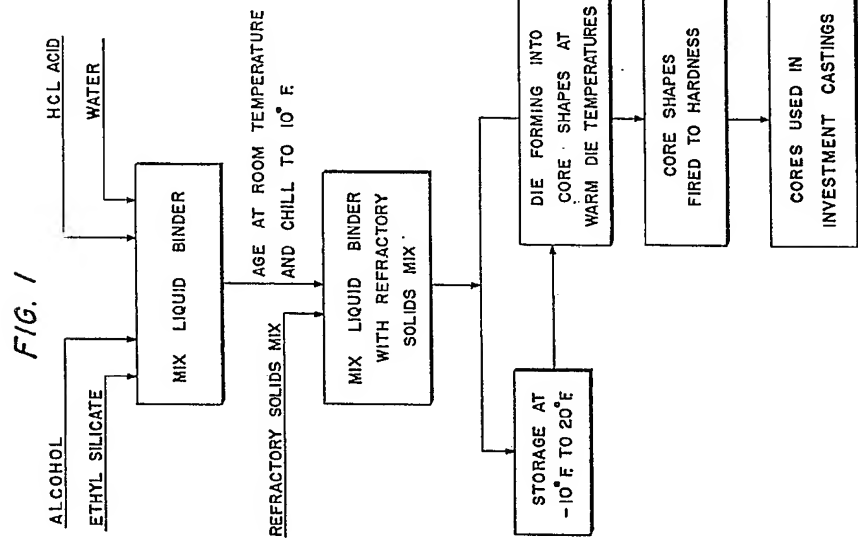 FIG. 1
ALCOHOL
ETHYL SILICATE
HCL ACID
WATER
MIX LIQUID BINDER
AGE AT ROOM TEMPERATURE
AND CHILL TO 10° F.
REFRACTORY SOLIDS MIX
MIX LIQUID BINDER
WITH REFRACTORY
SOLIDS MIX
STORAGE AT
-10° F. TO 20° F.
DIE FORMING INTO
CORE SHAPES AT
WARM DIE TEMPERATURES
CORE SHAPES
FIRED TO HARDNESS
CORES USED IN
INVESTMENT CASTINGS